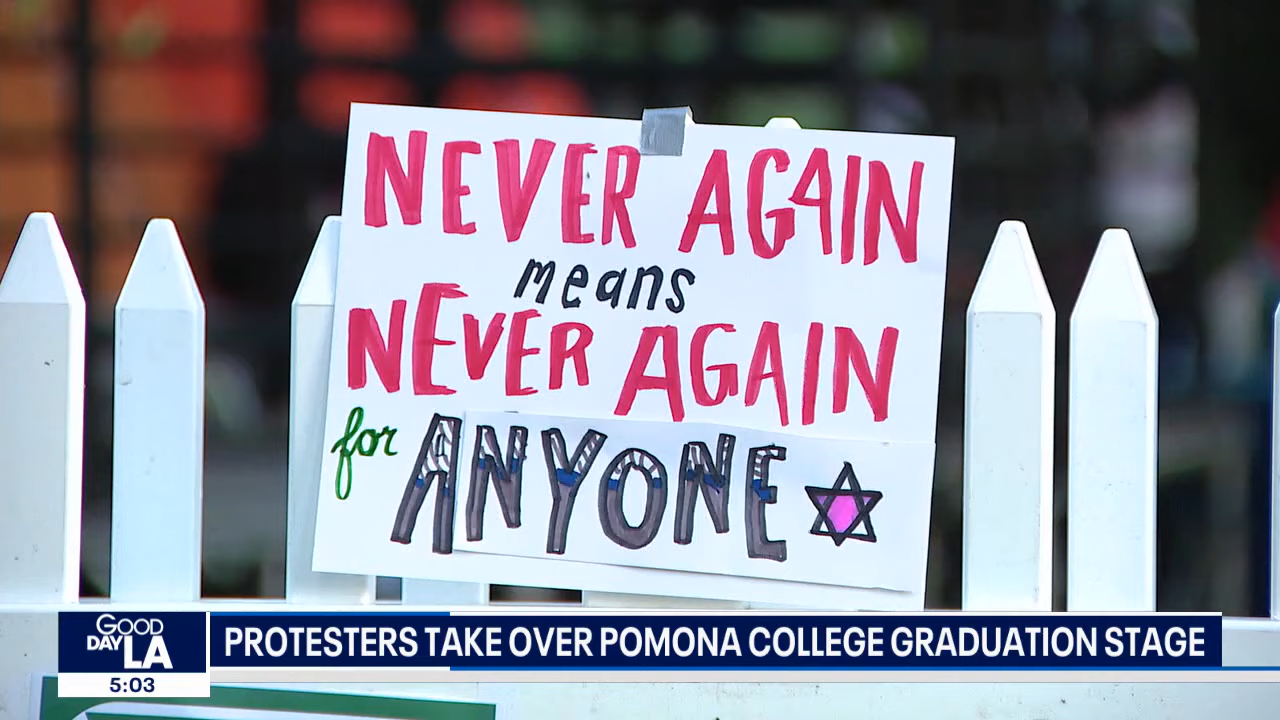 NEVER AGAIN
means
NEVER AGAIN
for ANYONE
GOOD
DAY LA
5:03
PROTESTERS TAKE OVER POMONA COLLEGE GRADUATION STAGE